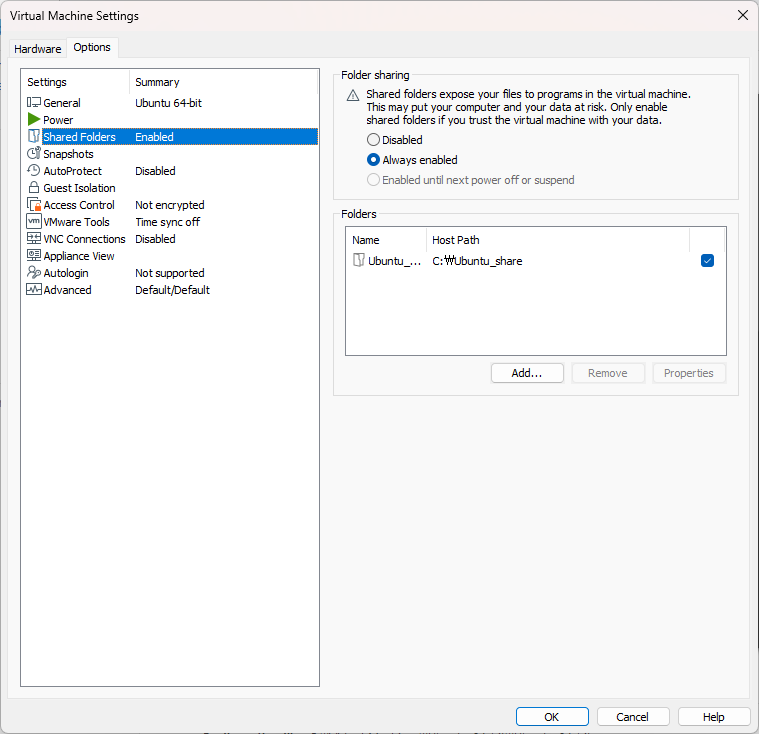 Virtual Machine Settings
Hardware Options
Settings Summary
General Ubuntu 64-bit
Power
Shared Folders Enabled
Snapshots
AutoProtect Disabled
Guest Isolation
Access Control Not encrypted
vm VMware Tools Time sync off
VNC Connections Disabled
Appliance View
Autologin Not supported
Advanced Default/Default
Folder sharing
Shared folders expose your files to programs in the virtual machine.
This may put your computer and your data at risk. Only enable
shared folders if you trust the virtual machine with your data.
Disabled
Always enabled
Enabled until next power off or suspend
Folders
Name Host Path
Ubuntu_... C:₩Ubuntu_share
Add... Remove Properties
OK Cancel Help